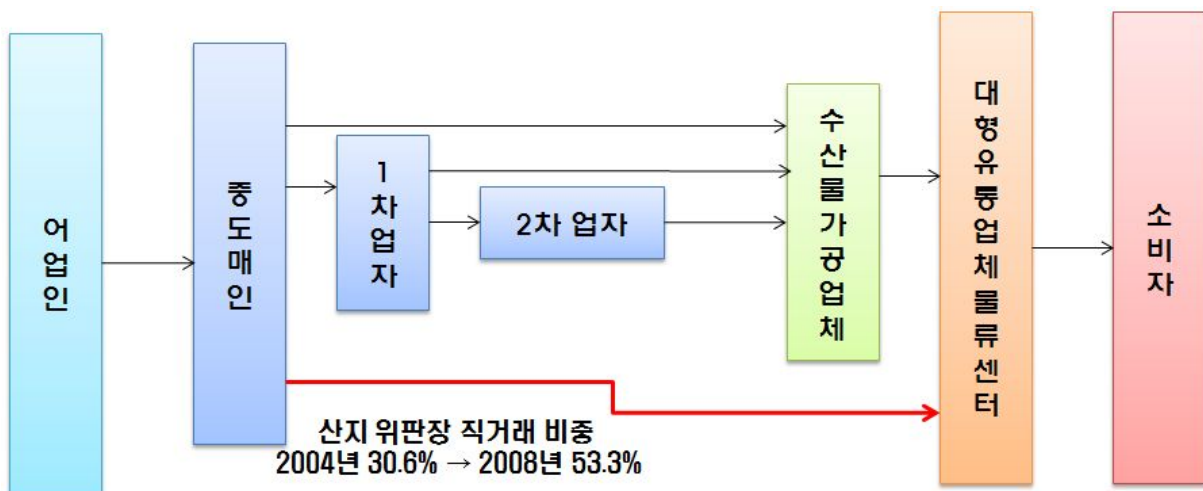 어업인
중도매인
1차업자
2차 업자
수산물가공업체
대형유통업체물류센터
소비자
산지 위판장 직거래 비중
2004년 30.6% → 2008년 53.3%